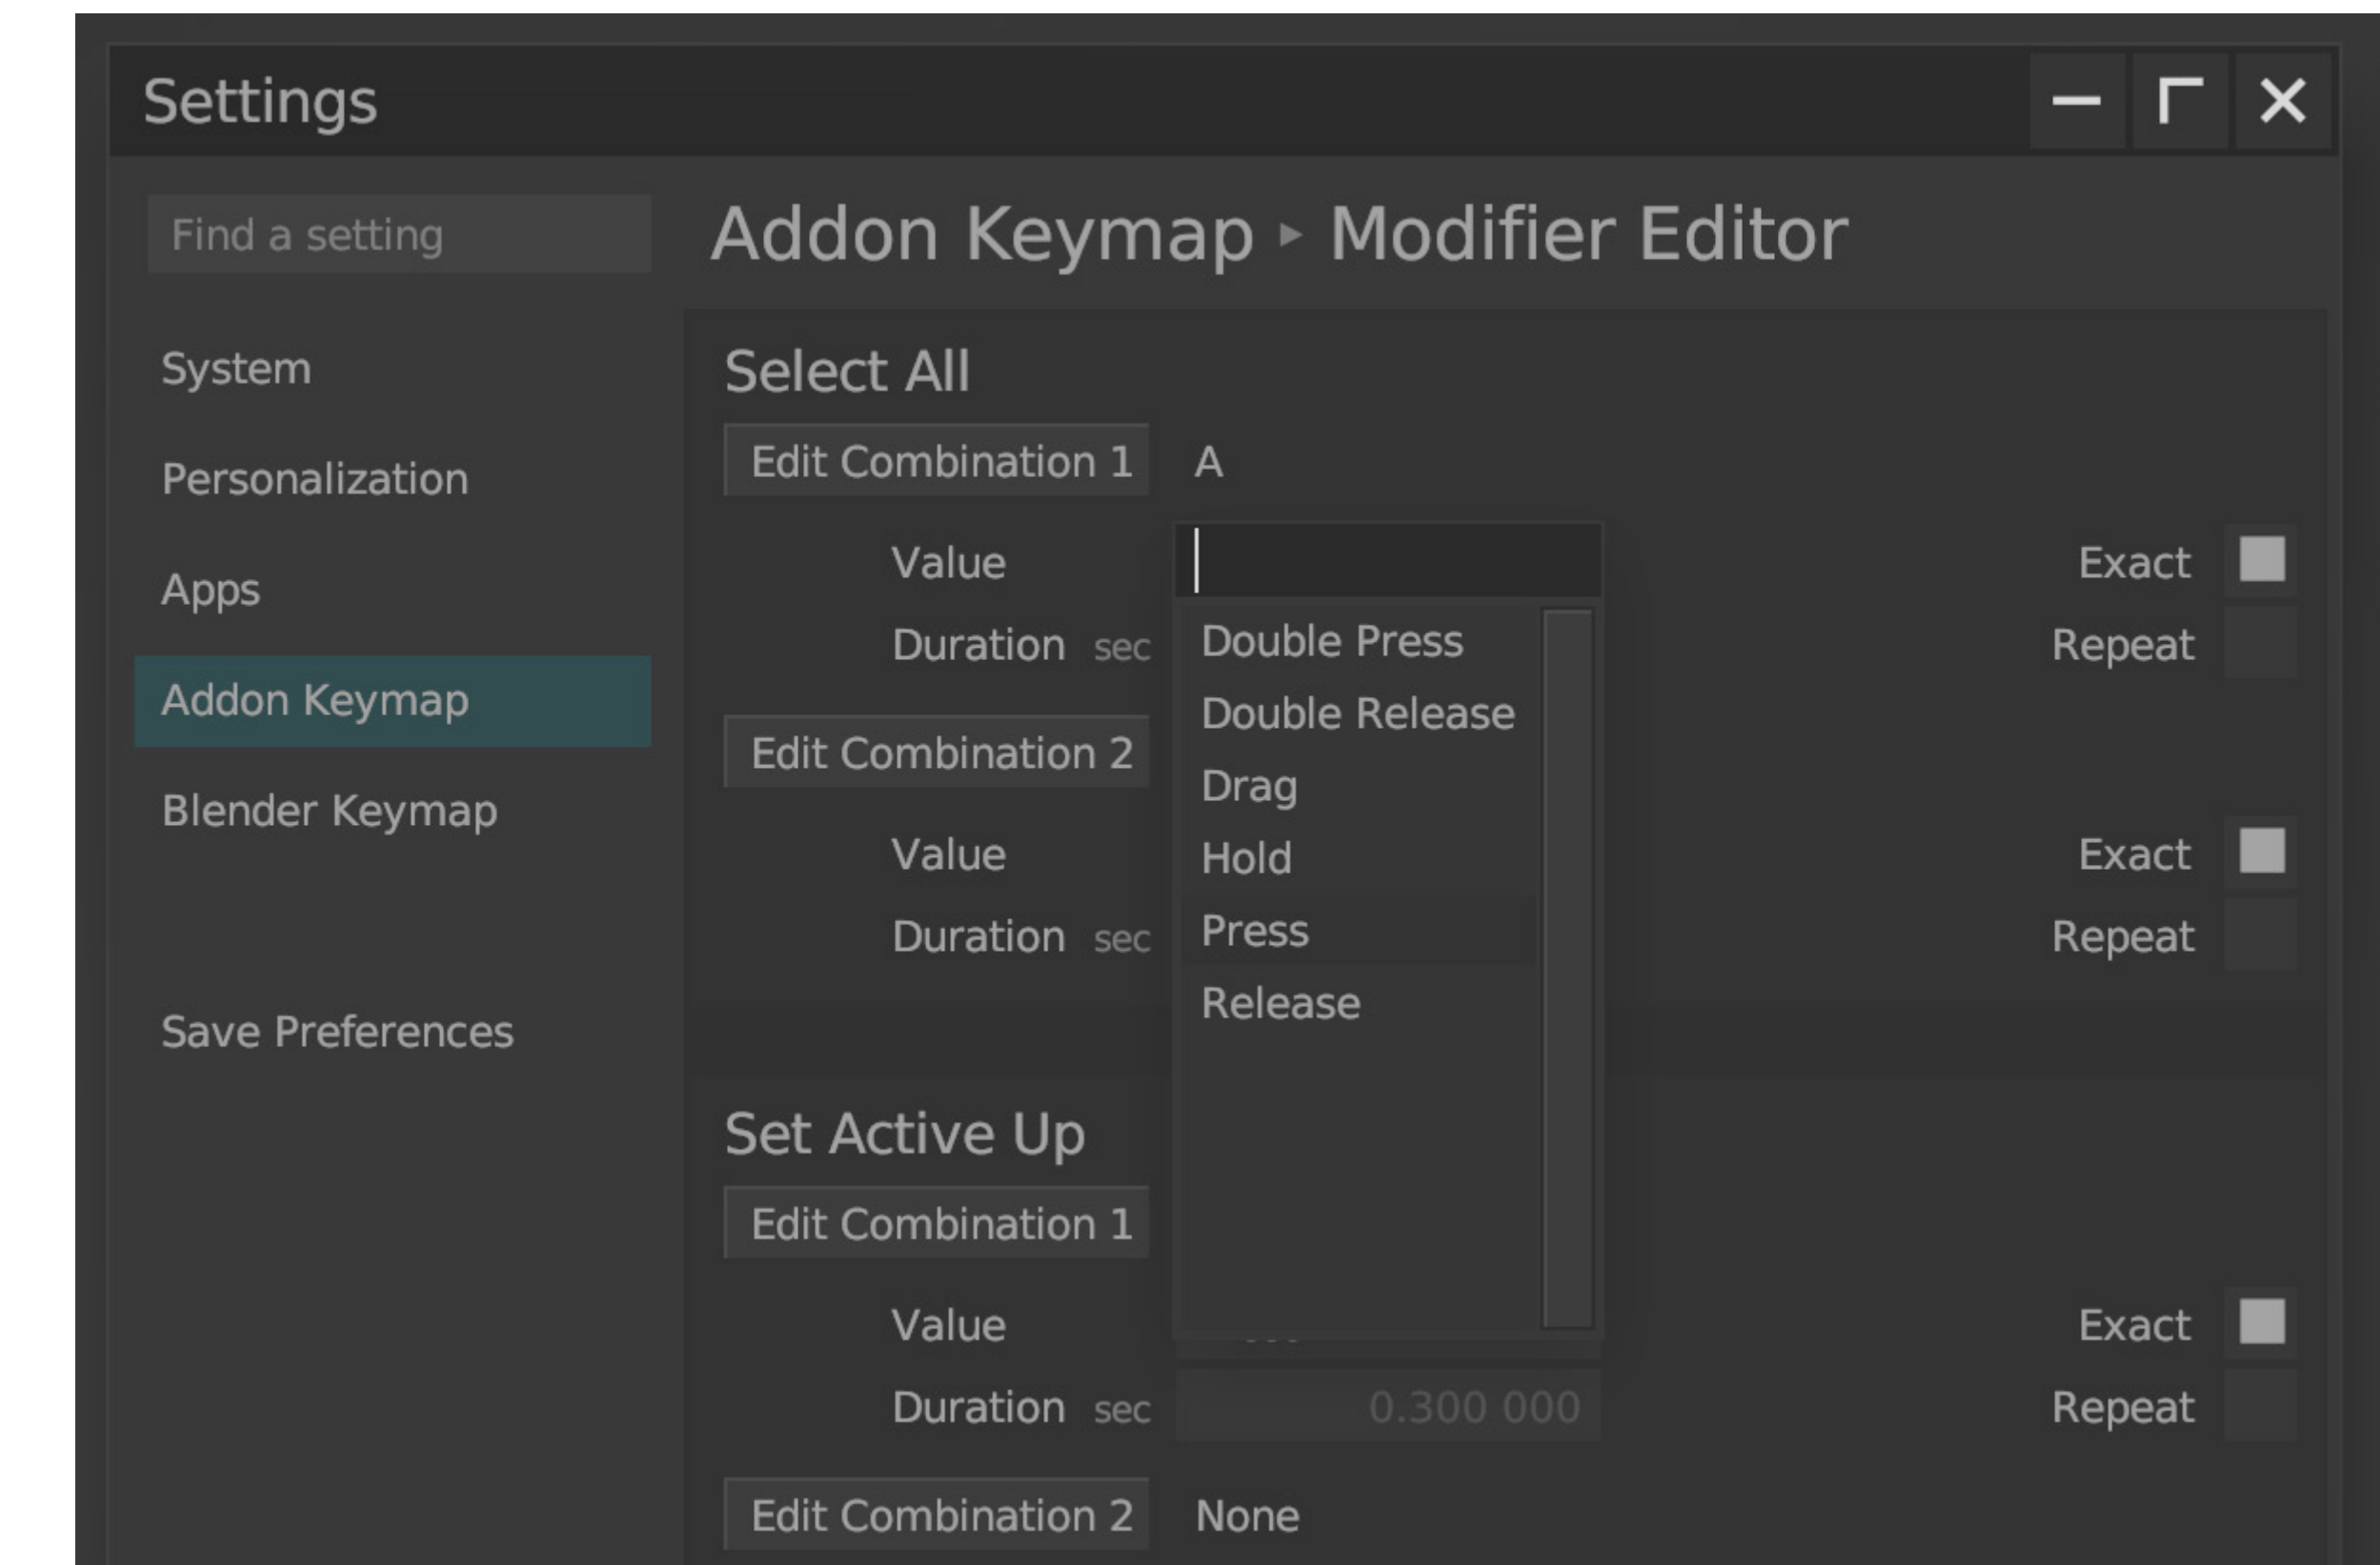 Settings
Find a setting
Addon Keymap ▸ Modifier Editor
System
Personalization
Apps
Addon Keymap
Blender Keymap
Save Preferences
Select All
Edit Combination 1 A
Value Exact
Duration sec Repeat
Double Press
Double Release
Drag
Hold
Press
Release
Edit Combination 2
Value Exact
Duration sec Repeat
Set Active Up
Edit Combination 1
Value Exact
Duration sec 0.300 000 Repeat
Edit Combination 2 None